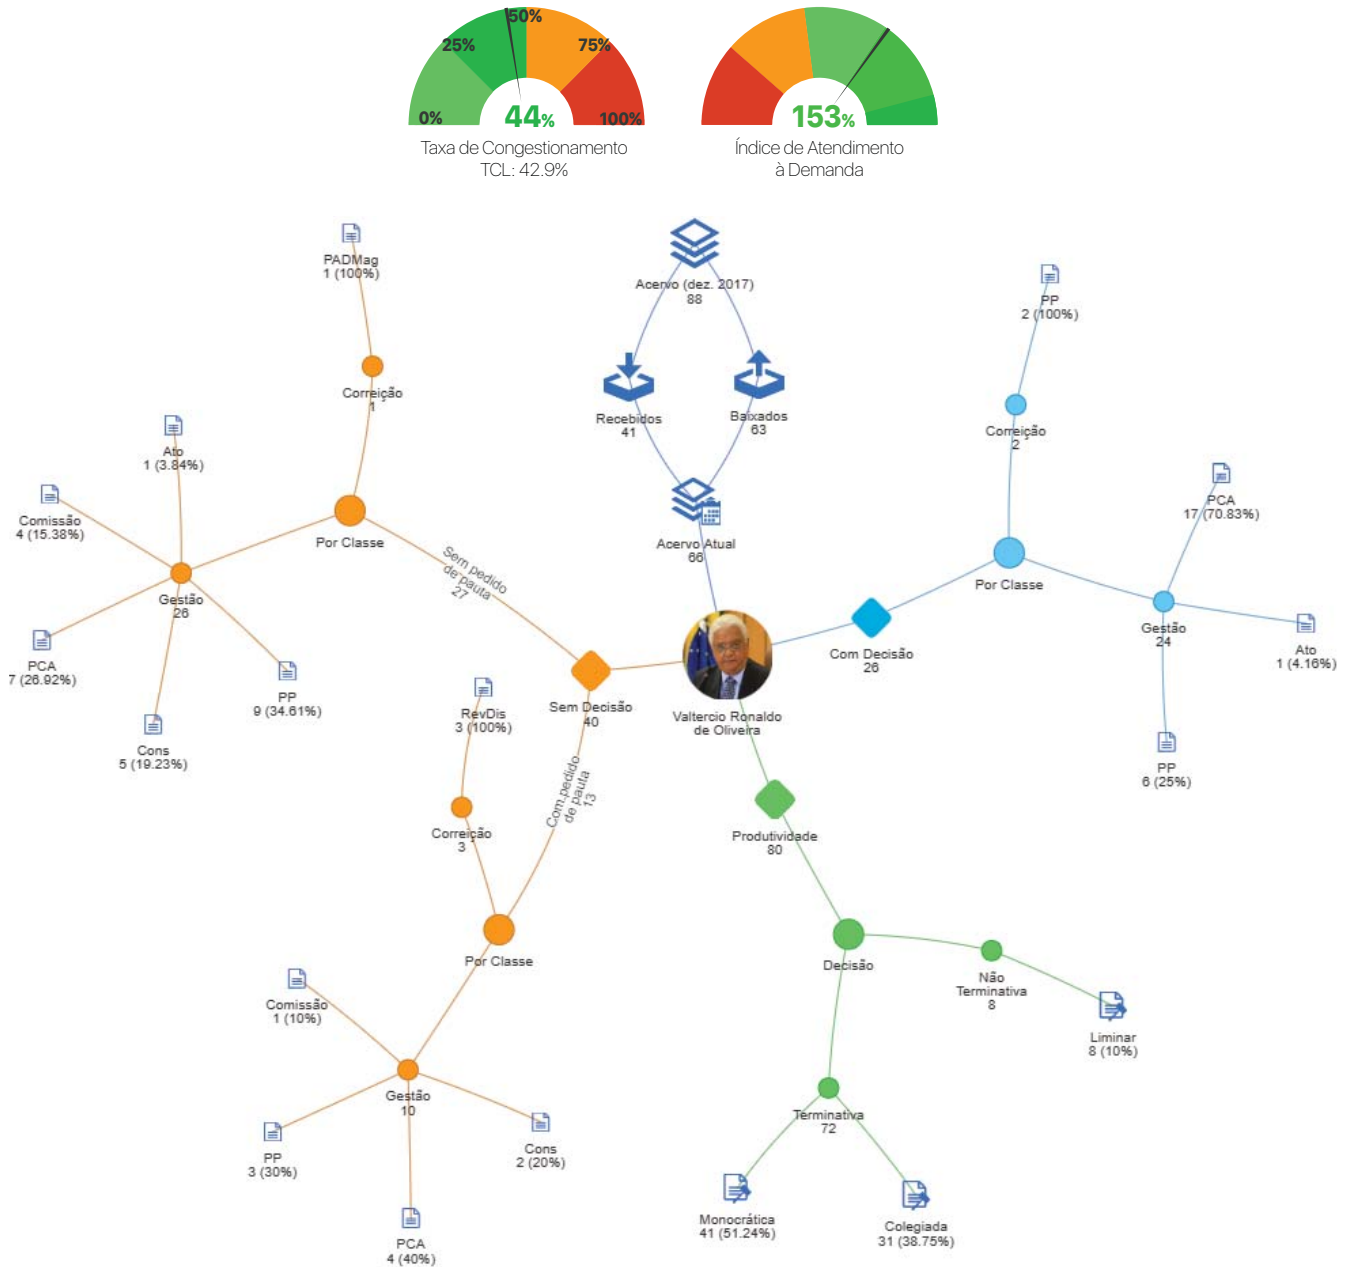 50%
25%
75%
0%
44%
100%
Taxa de Congestionamento
TCL: 42.9%
153%
Índice de Atendimento
à Demanda
PADMag
1 (100%)
Correição
1
Ato
1 (3.84%)
Comissão
4 (15.38%)
Por Classe
Gestão
26
PCA
7 (26.92%)
PP
9 (34.61%)
Cons
5 (19.23%)
Sem pedido
de pauta
27
Acervo (dez. 2017)
88
Recebidos
41
Baixados
63
Acervo Atual
66
PP
2 (100%)
Correição
2
PCA
17 (70.83%)
Por Classe
Gestão
24
Ato
1 (4.16%)
PP
6 (25%)
Com Decisão
26
Valtercio Ronaldo
de Oliveira
Sem Decisão
40
RevDis
3 (100%)
Com pedido
de pauta
13
Correição
3
Por Classe
Comissão
1 (10%)
Gestão
10
PP
3 (30%)
Cons
2 (20%)
PCA
4 (40%)
Produtividade
80
Decisão
Não
Terminativa
8
Liminar
8 (10%)
Terminativa
72
Monocrática
41 (51.24%)
Colegiada
31 (38.75%)